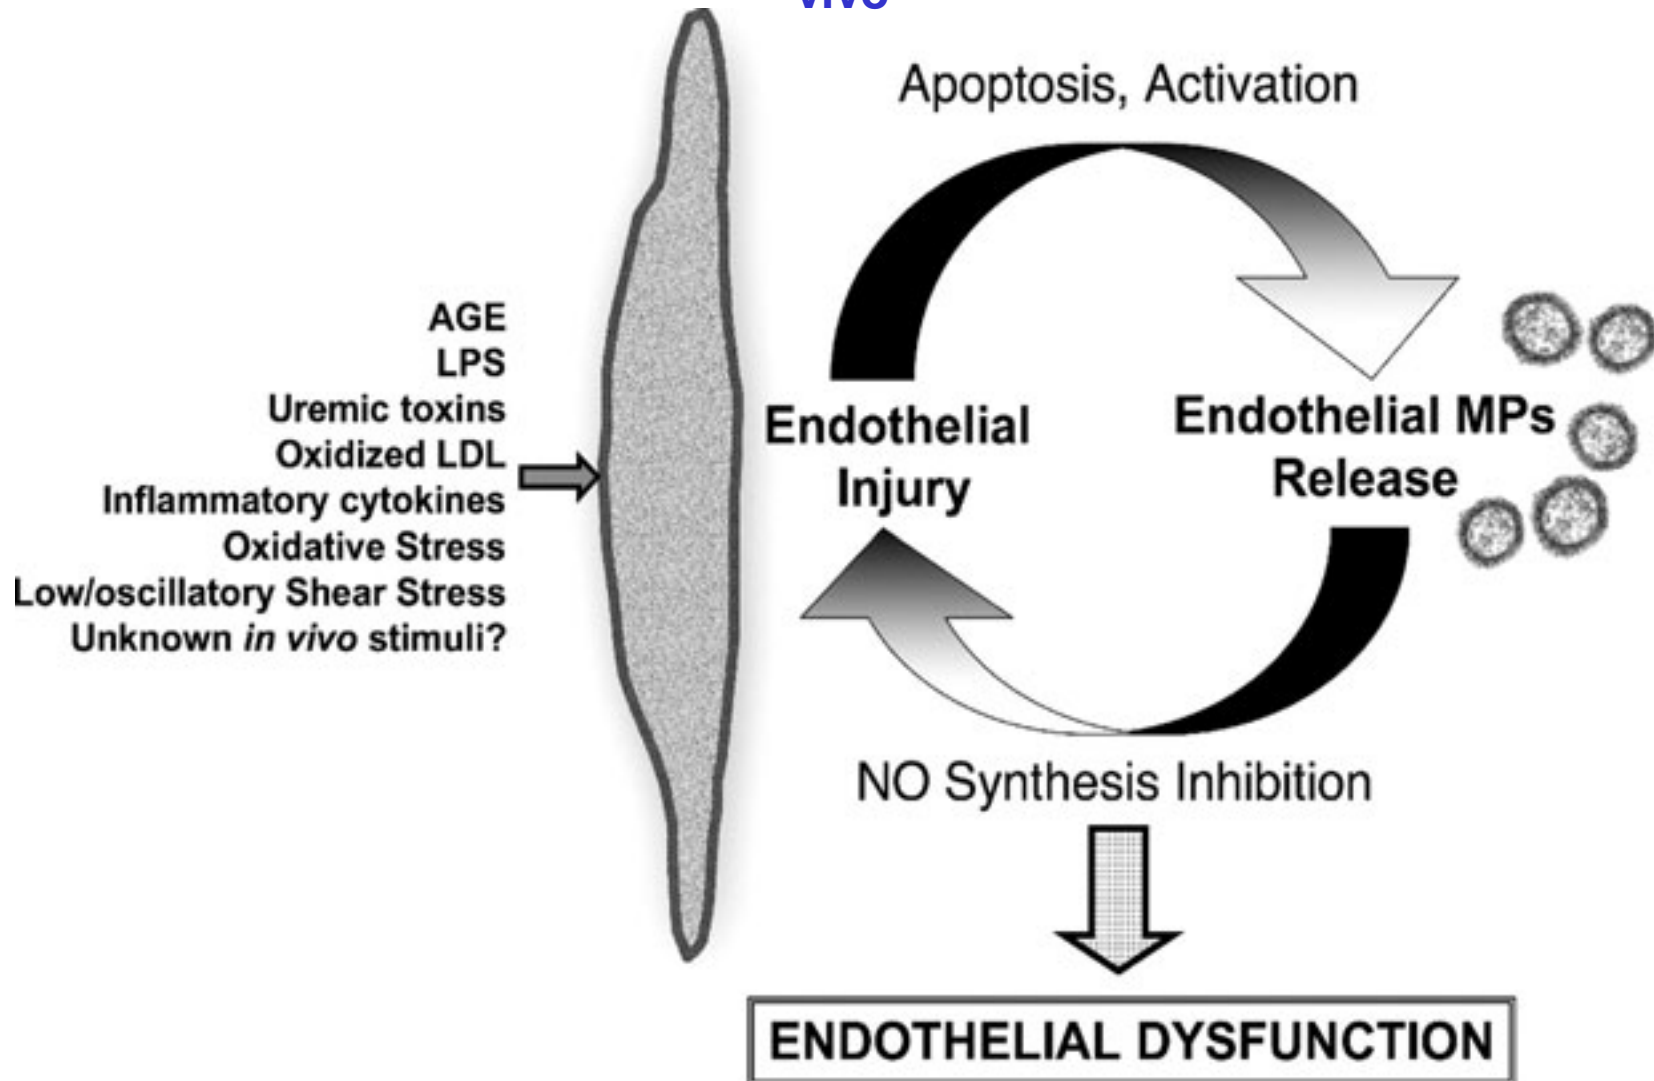 vivo
Apoptosis, Activation
AGE
LPS
Uremic toxins
Oxidized LDL
Inflammatory cytokines
Oxidative Stress
Low/oscillatory Shear Stress
Unknown in vivo stimuli?
Endothelial
Injury
Endothelial MPs
Release
NO Synthesis Inhibition
ENDOTHELIAL DYSFUNCTION